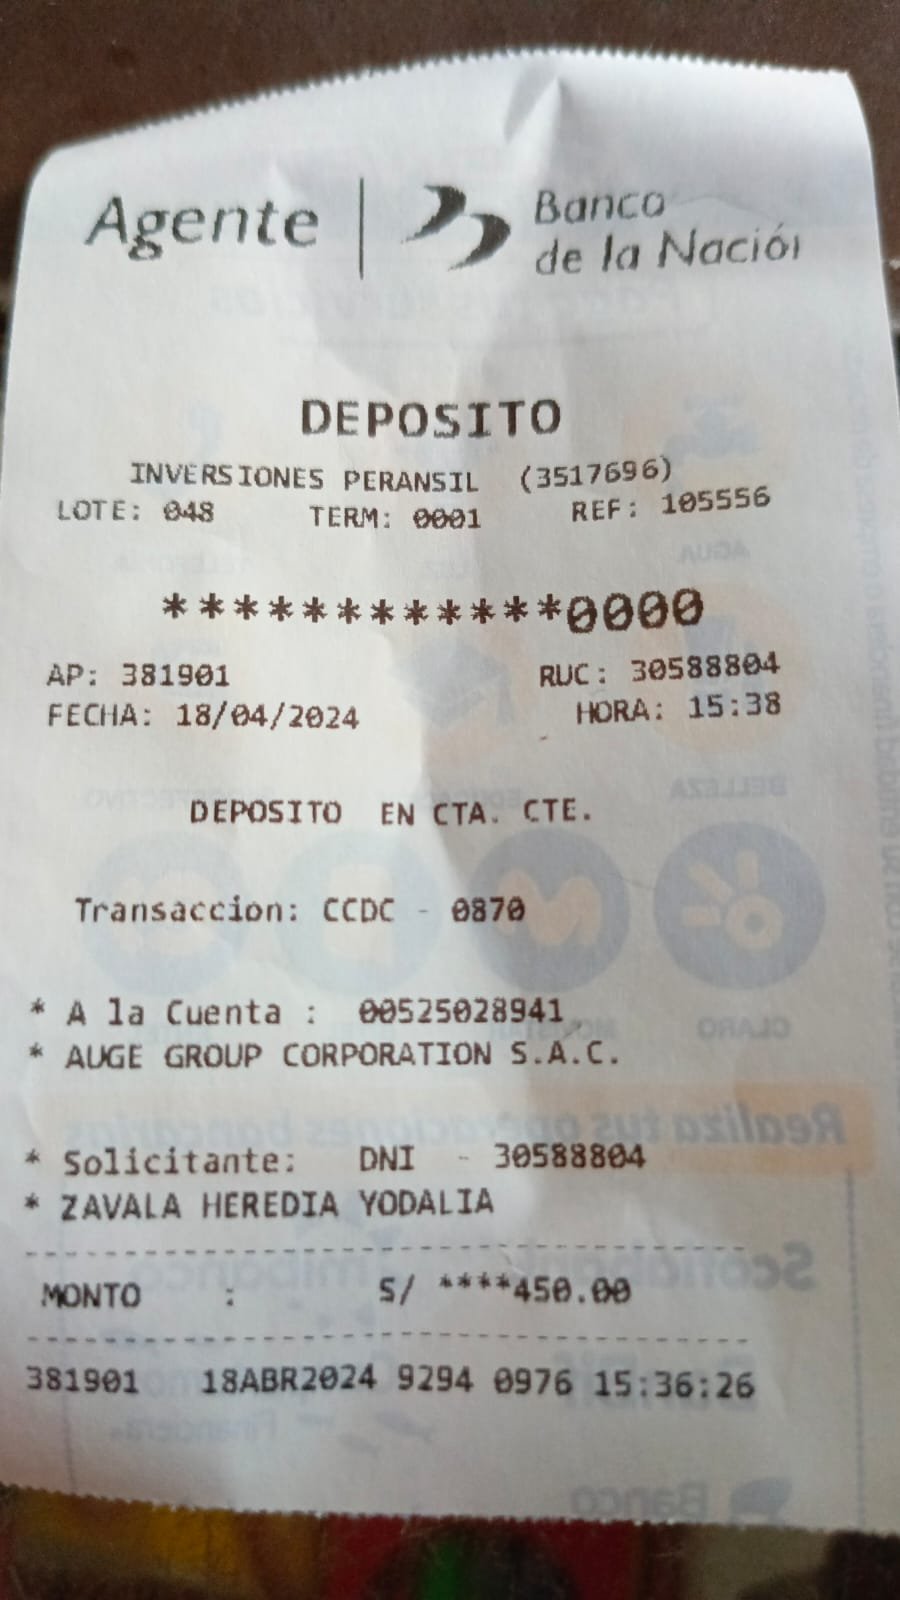 Agente | Banco
de la Nación
DEPOSITO
INVERSIONES PERANSIL (3517696)
LOTE: 048 TERM: 0001 REF: 105556
************0000
AP: 381901 RUC: 30588804
FECHA: 18/04/2024 HORA: 15:38
DEPOSITO EN CTA. CTE.
Transaccion: CCDC - 0870
* A la Cuenta : 00525028941
* AUGE GROUP CORPORATION S.A.C.
* Solicitante: DNI - 30588804
* ZAVALA HEREDIA YODALIA
MONTO : S/ ****450.00
381901 18ABR2024 9294 0976 15:36:26